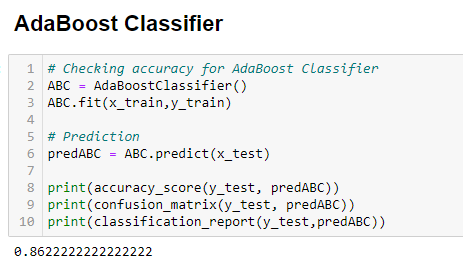 AdaBoost Classifier
1 # Checking accuracy for AdaBoost Classifier
2 ABC = AdaBoostClassifier()
3 ABC.fit(x_train,y_train)
4
5 # Prediction
6 predABC = ABC.predict(x_test)
7
8 print(accuracy_score(y_test, predABC))
9 print(confusion_matrix(y_test, predABC))
10 print(classification_report(y_test,predABC))
0.8622222222222222